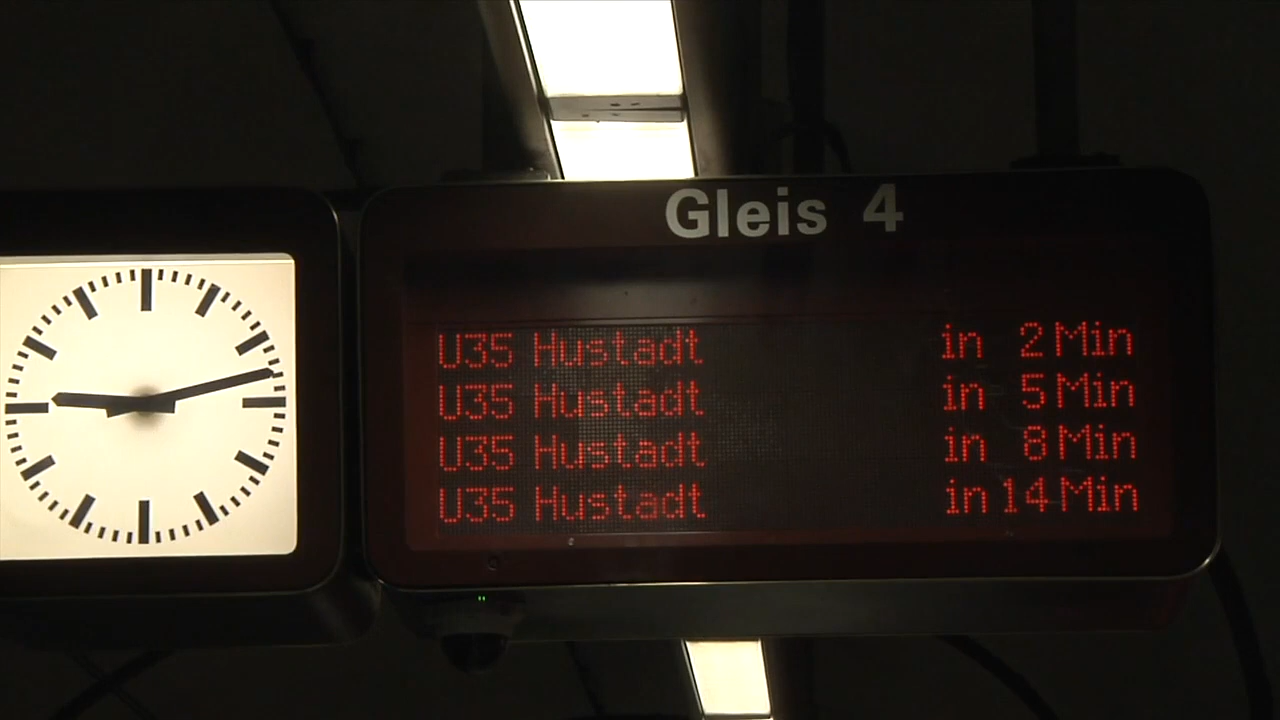 Gleis 4
U35 Hustadt in 2 Min
U35 Hustadt in 5 Min
U35 Hustadt in 8 Min
U35 Hustadt in 14 Min